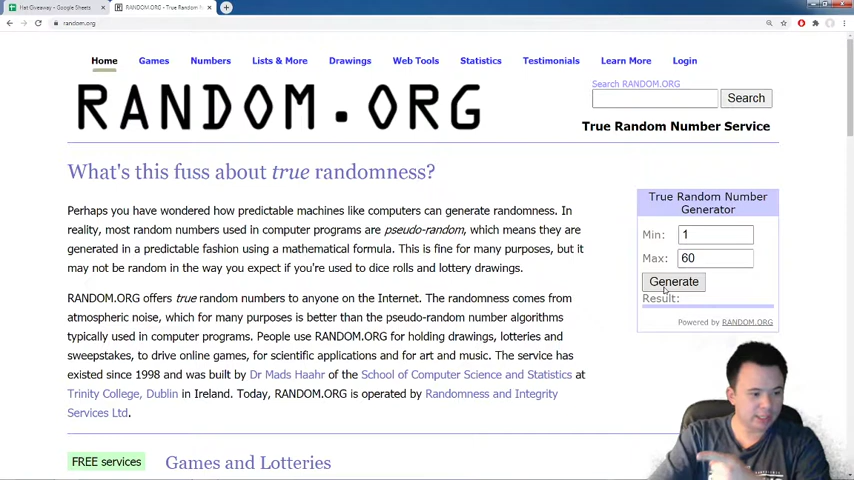 Hat Giveaway - Google Sheets
RANDOM.ORG - True Random
random.org
Home Games Numbers Lists & More Drawings Web Tools Statistics Testimonials Learn More Login
RANDOM.ORG
Search RANDOM.ORG
Search
True Random Number Service
What's this fuss about true randomness?
Perhaps you have wondered how predictable machines like computers can generate randomness. In
reality, most random numbers used in computer programs are pseudo-random, which means they are
generated in a predictable fashion using a mathematical formula. This is fine for many purposes, but it
may not be random in the way you expect if you're used to dice rolls and lottery drawings.
RANDOM.ORG offers true random numbers to anyone on the Internet. The randomness comes from
atmospheric noise, which for many purposes is better than the pseudo-random number algorithms
typically used in computer programs. People use RANDOM.ORG for holding drawings, lotteries and
sweepstakes, to drive online games, for scientific applications and for art and music. The service has
existed since 1998 and was built by Dr Mads Haahr of the School of Computer Science and Statistics at
Trinity College, Dublin in Ireland. Today, RANDOM.ORG is operated by Randomness and Integrity
Services Ltd.
True Random Number
Generator
Min: 1
Max: 60
Generate
Result:
Powered by RANDOM.ORG
FREE services
Games and Lotteries